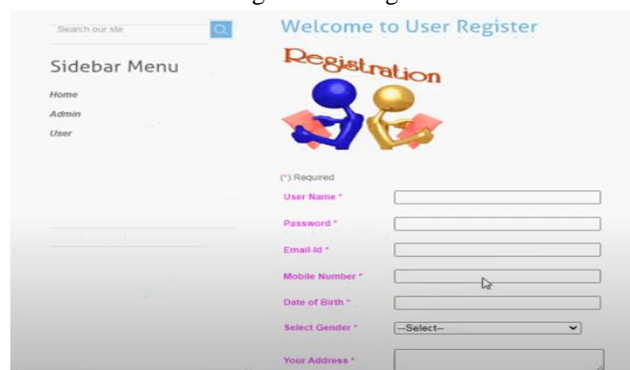 Search our site
Welcome to User Register
Sidebar Menu
Home
Admin
User
Registration
(*) Required
User Name *
Password *
Email-Id *
Mobile Number *
Date of Birth *
Select Gender *
--Select--
Your Address *